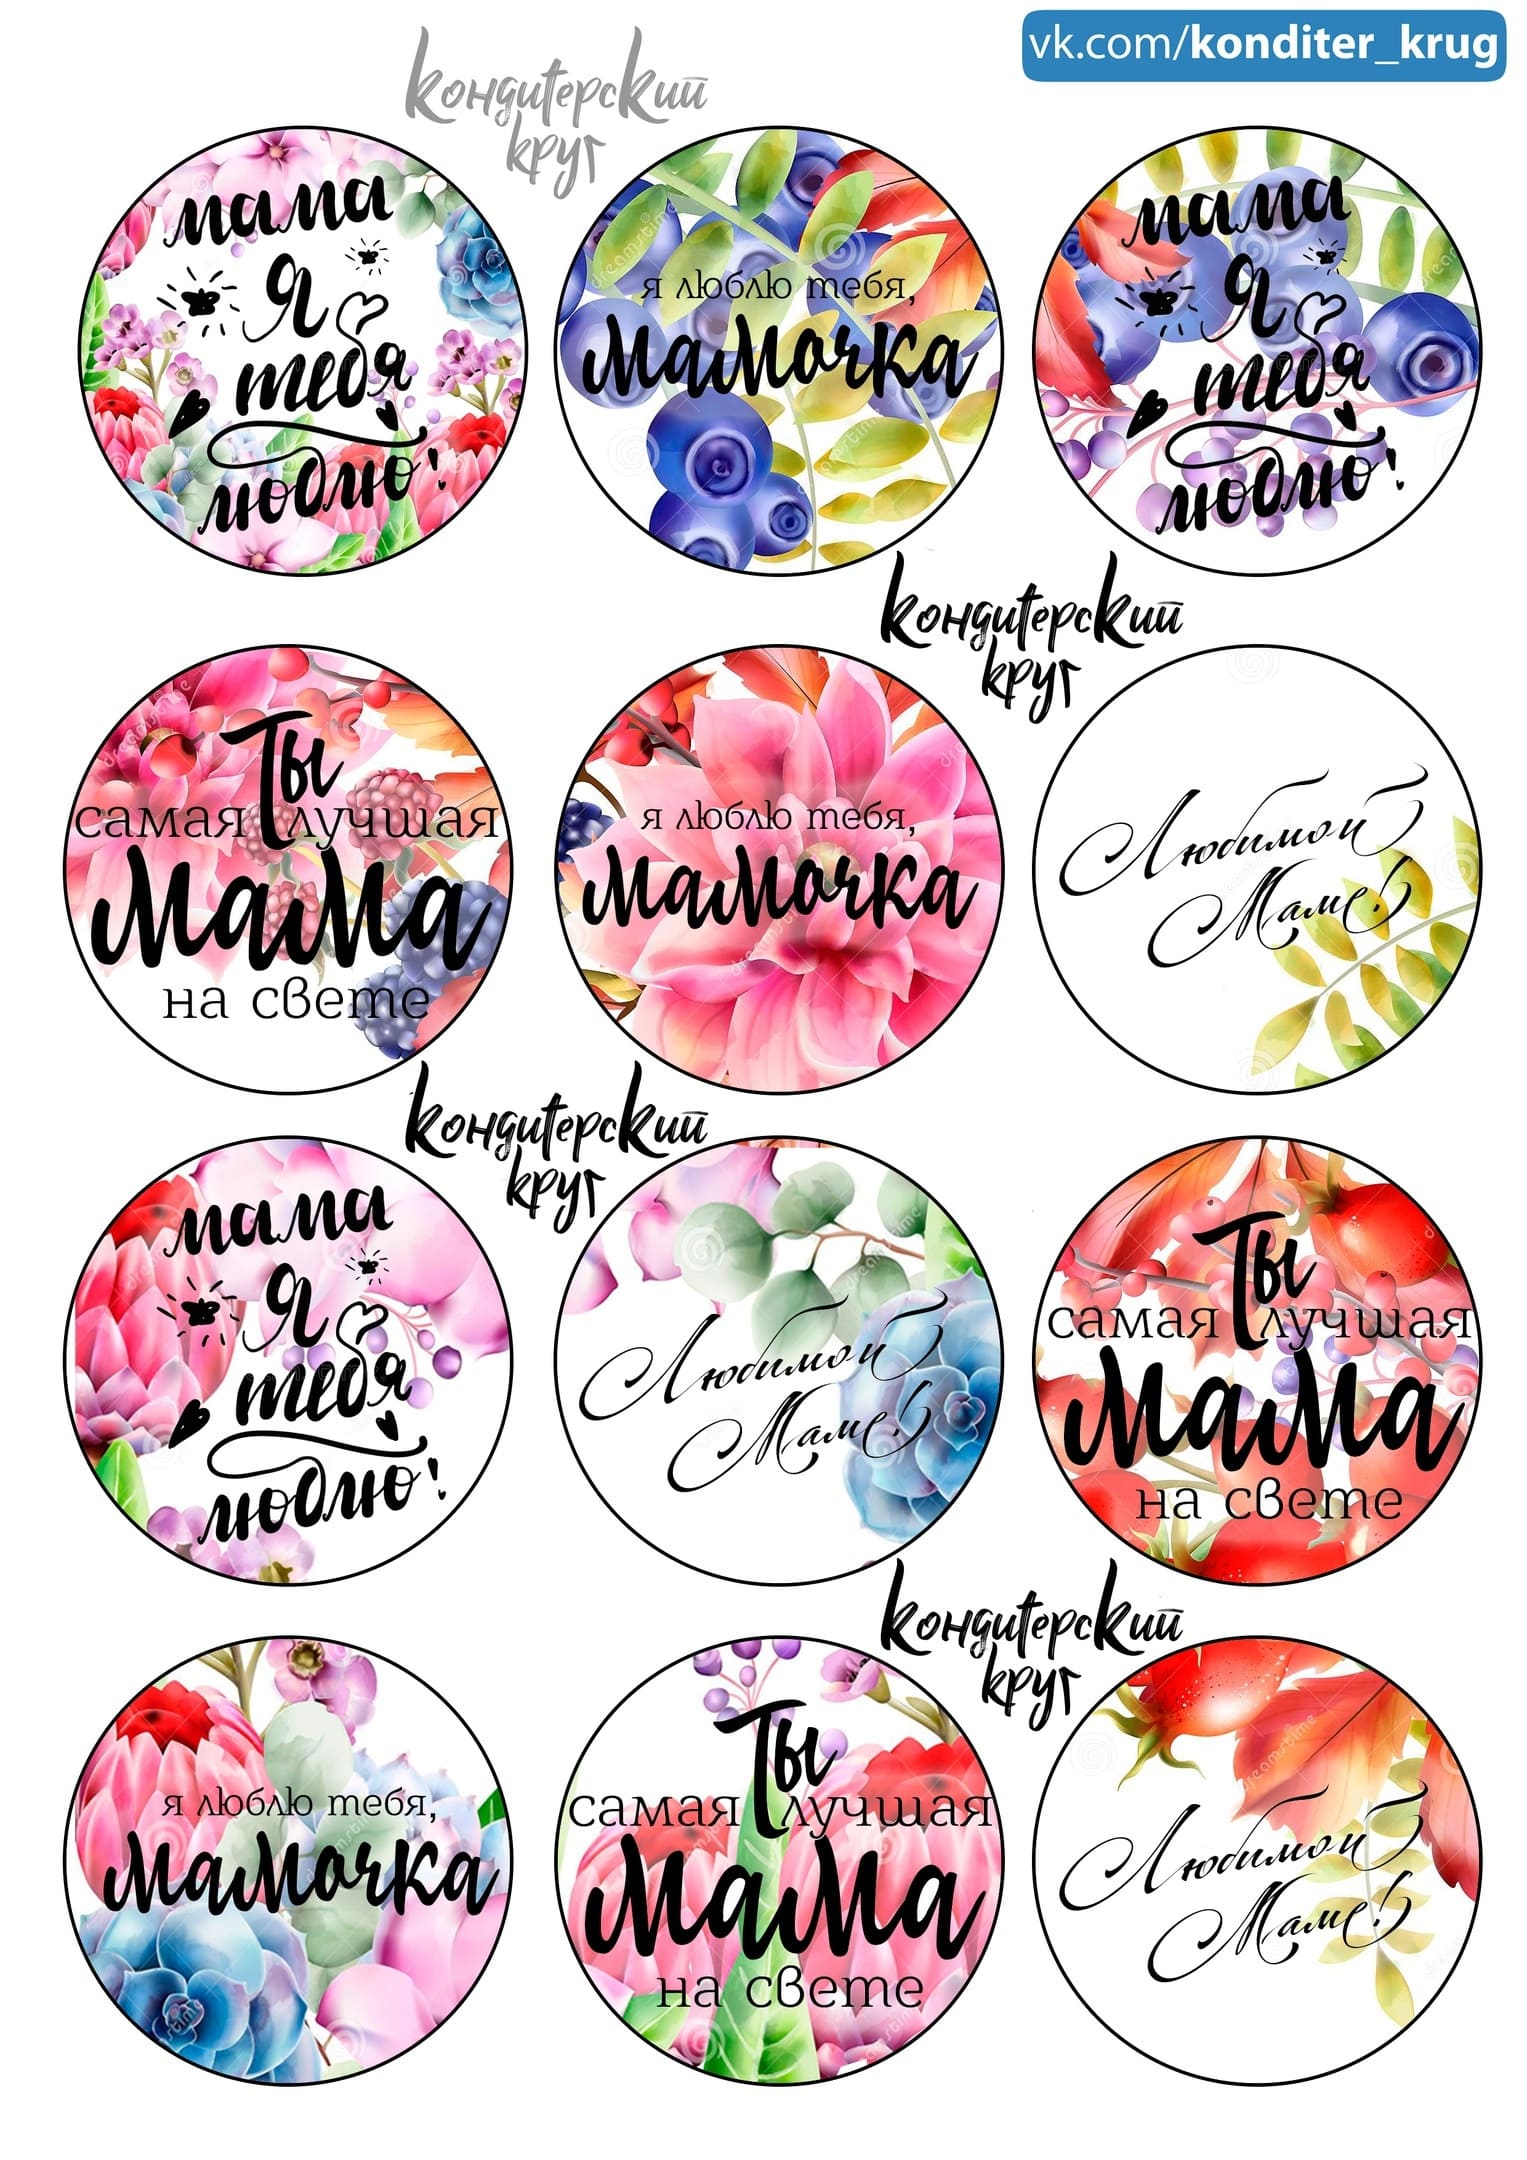 vk.com/konditer_krug
Кондитерский
круг
мама
я
тебя
люблю!
я люблю тебя,
мамочка
мама
я
тебя
люблю!
Кондитерский
круг
Ты
самая лучшая
мама
на свете
я люблю тебя,
мамочка
Любимой
Маме!
Кондитерский
круг
мама
я
тебя
люблю!
Любимой
Маме!
Ты
самая лучшая
мама
на свете
Кондитерский
круг
я люблю тебя,
мамочка
Ты
самая лучшая
мама
на свете
Любимой
Маме!
dreamstime